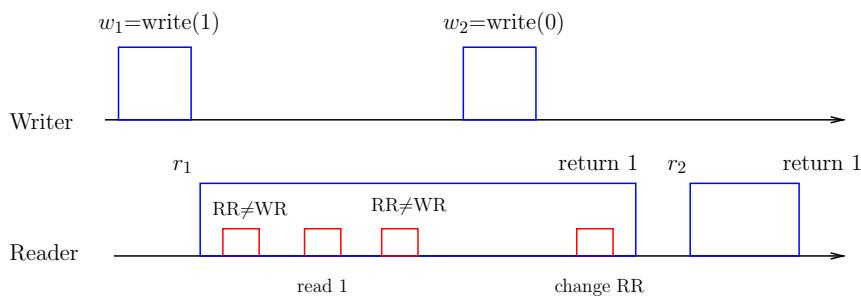 w₁=write(1) w₂=write(0)
Writer
r₁ return 1 r₂ return 1
RR≠WR RR≠WR
Reader
read 1 change RR